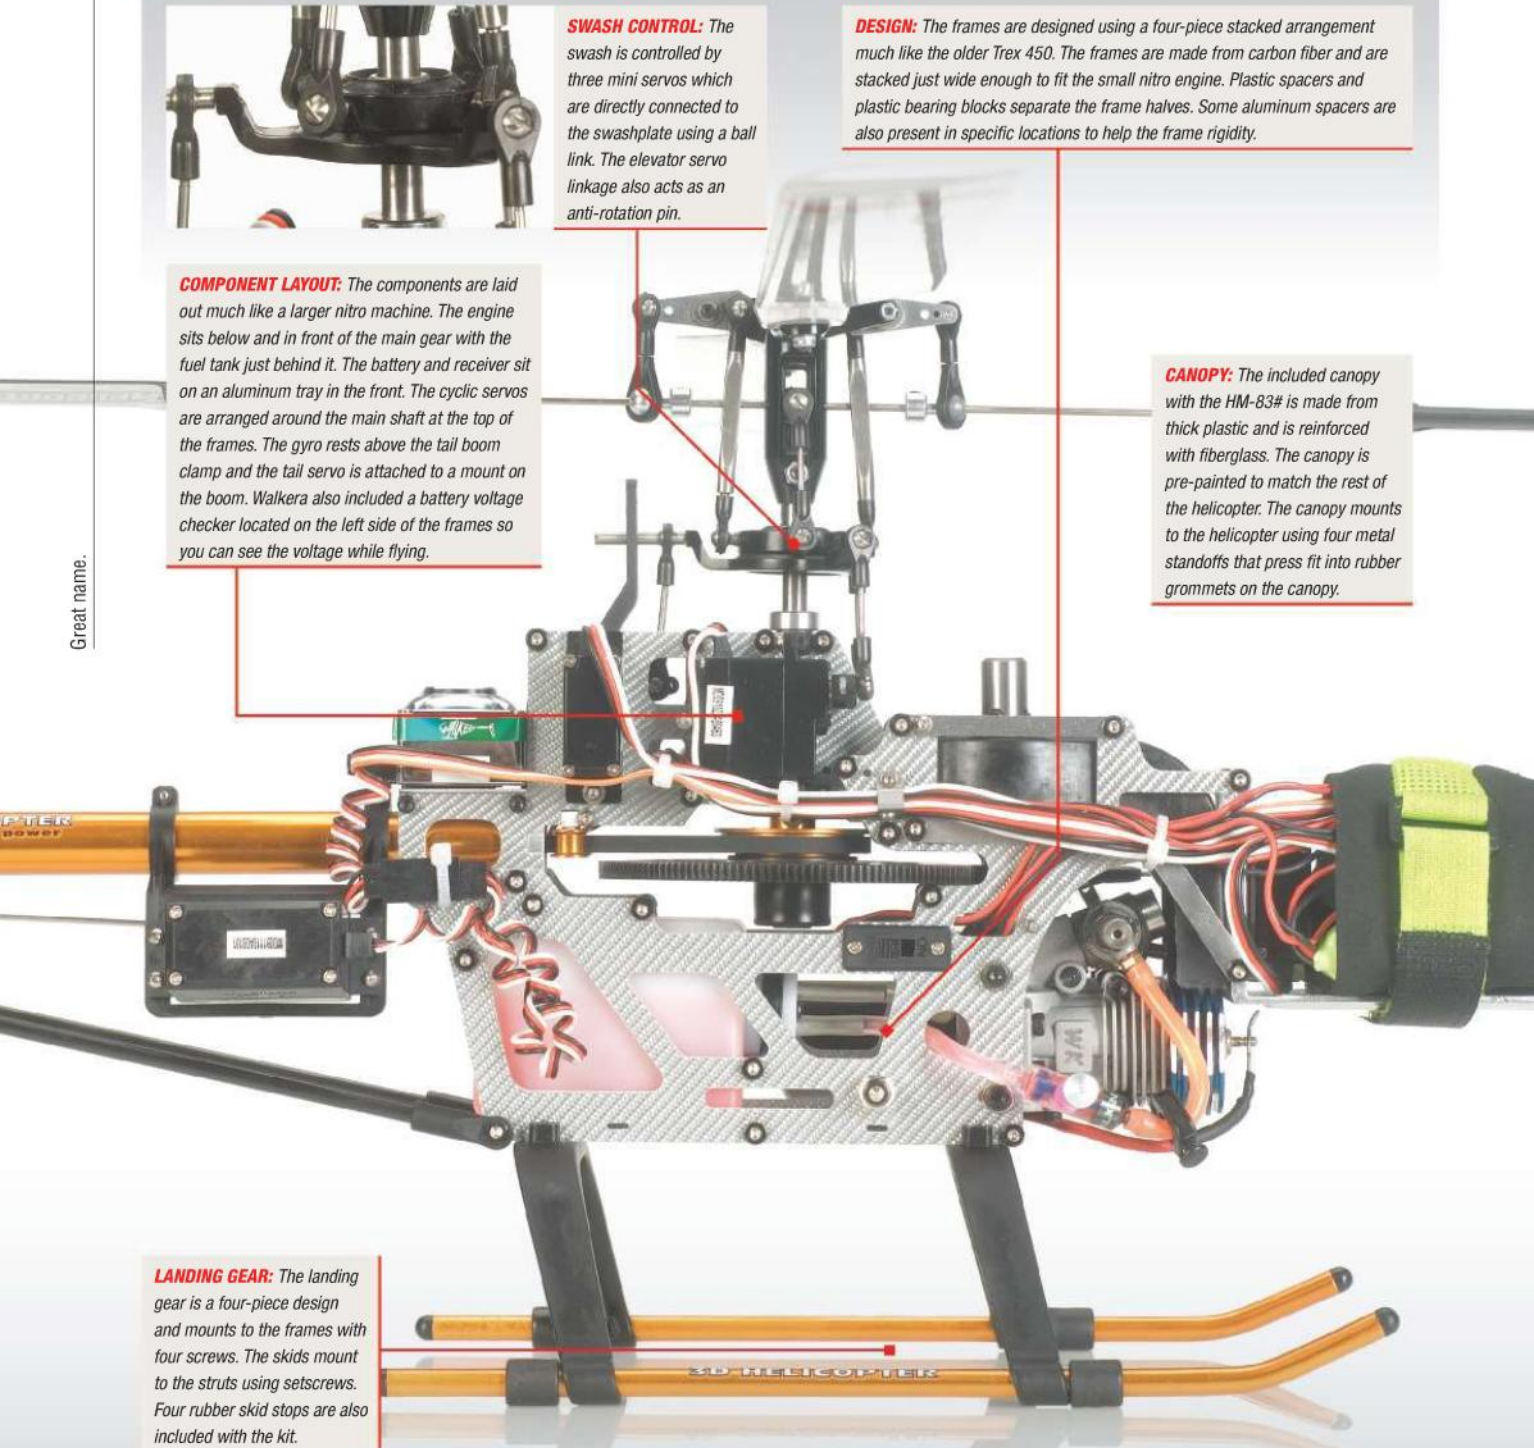 SWASH CONTROL: The
swash is controlled by
three mini servos which
are directly connected to
the swashplate using a ball
link. The elevator servo
linkage also acts as an
anti-rotation pin.
DESIGN: The frames are designed using a four-piece stacked arrangement
much like the older Trex 450. The frames are made from carbon fiber and are
stacked just wide enough to fit the small nitro engine. Plastic spacers and
plastic bearing blocks separate the frame halves. Some aluminum spacers are
also present in specific locations to help the frame rigidity.
COMPONENT LAYOUT: The components are laid
out much like a larger nitro machine. The engine
sits below and in front of the main gear with the
fuel tank just behind it. The battery and receiver sit
on an aluminum tray in the front. The cyclic servos
are arranged around the main shaft at the top of
the frames. The gyro rests above the tail boom
clamp and the tail servo is attached to a mount on
the boom. Walkera also included a battery voltage
checker located on the left side of the frames so
you can see the voltage while flying.
CANOPY: The included canopy
with the HM-83# is made from
thick plastic and is reinforced
with fiberglass. The canopy is
pre-painted to match the rest of
the helicopter. The canopy mounts
to the helicopter using four metal
standoffs that press fit into rubber
grommets on the canopy.
Great name.
PTER
power
WK
LANDING GEAR: The landing
gear is a four-piece design
and mounts to the frames with
four screws. The skids mount
to the struts using setscrews.
Four rubber skid stops are also
included with the kit.
3D HELICOPTER